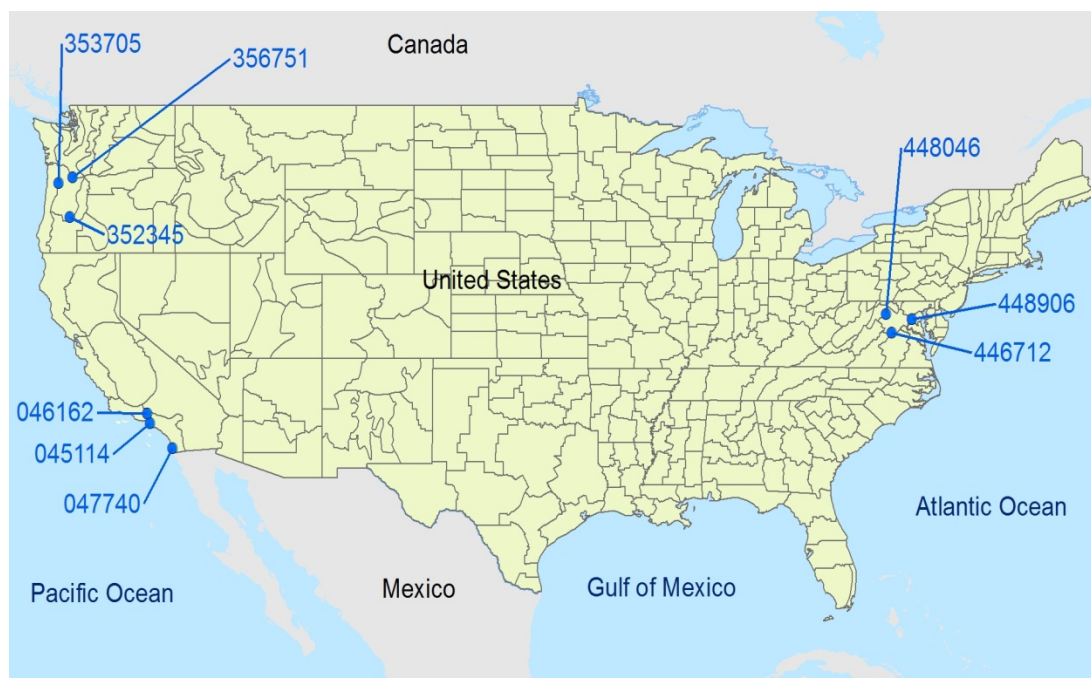 353705
Canada
356751
448046
352345
United States
448906
446712
046162
045114
047740
Atlantic Ocean
Pacific Ocean
Mexico
Gulf of Mexico